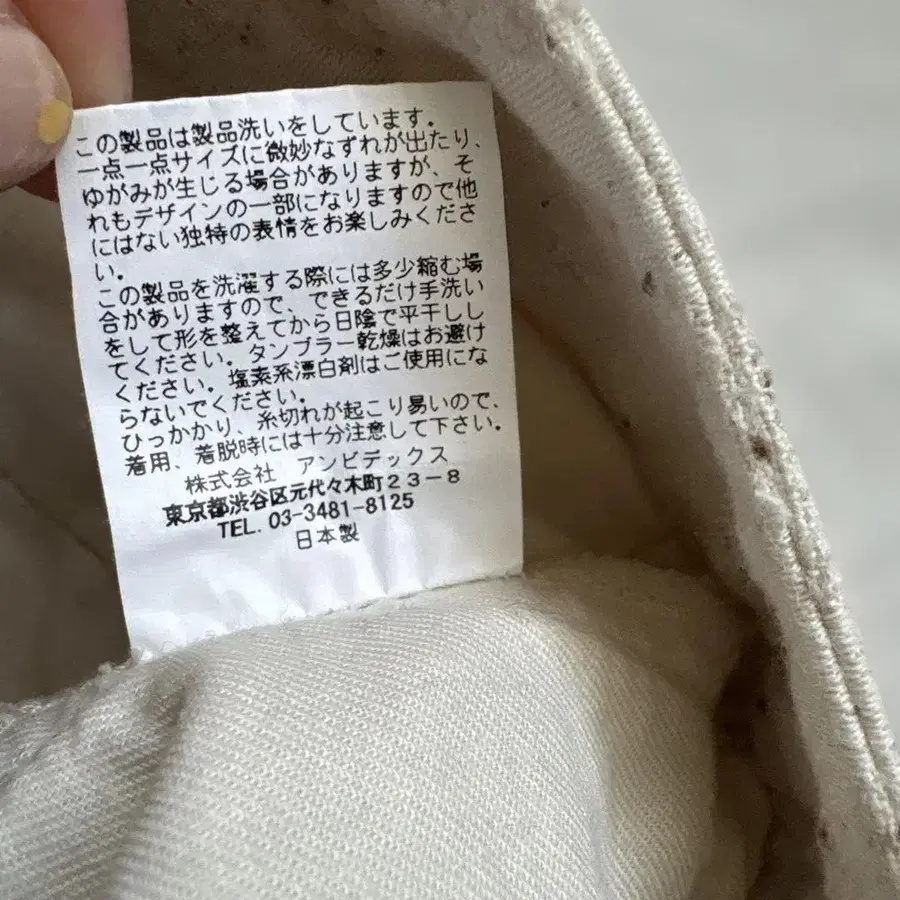 この製品は製品洗いをしています。
一点一点サイズに微妙なずれが出たり、
ゆがみが生じる場合がありますが、そ
れもデザインの一部になりますので他
にはない独特の表情をお楽しみくださ
い。
この製品を洗濯する際には多少縮む場
合がありますので、できるだけ手洗い
をして形を整えてから日陰で平干しし
てください。タンブラー乾燥はお避け
ください。塩素系漂白剤はご使用にな
らないでください。
ひっかかり、糸切れが起こり易いので、
着用、着脱時には十分注意して下さい。
株式会社 アンビデックス
東京都渋谷区元代々木町23-8
TEL. 03-3481-8125
日本製